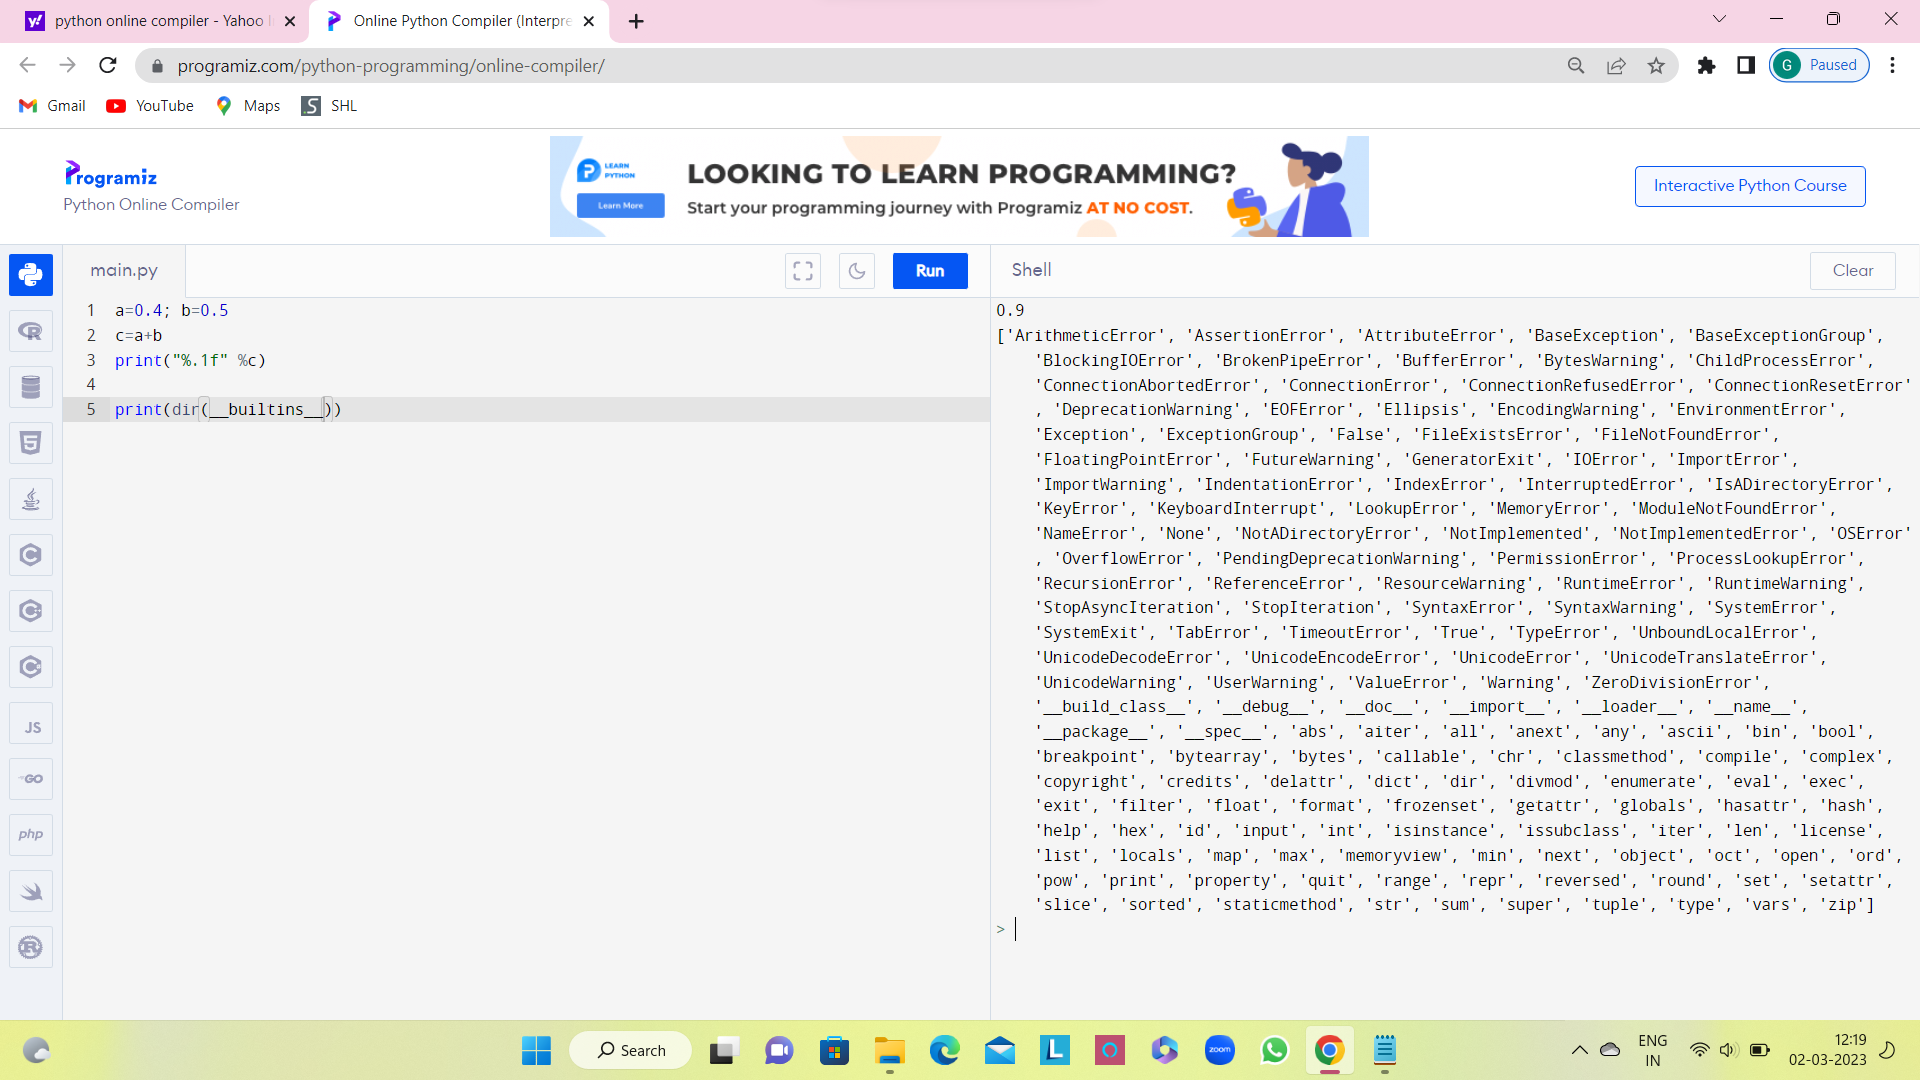 python online compiler - Yahoo I
Online Python Compiler (Interpre
programiz.com/python-programming/online-compiler/
G Paused
Gmail YouTube Maps SHL
Programiz
Python Online Compiler
LEARN
PYTHON
Learn More
LOOKING TO LEARN PROGRAMMING?
Start your programming journey with Programiz AT NO COST.
Interactive Python Course
main.py
Run
Shell
Clear
1 a=0.4; b=0.5
2 c=a+b
3 print("%.1f" %c)
4
5 print(dir(__builtins__))
0.9
['ArithmeticError', 'AssertionError', 'AttributeError', 'BaseException', 'BaseExceptionGroup',
'BlockingIOError', 'BrokenPipeError', 'BufferError', 'BytesWarning', 'ChildProcessError',
'ConnectionAbortedError', 'ConnectionError', 'ConnectionRefusedError', 'ConnectionResetError'
, 'DeprecationWarning', 'EOFError', 'Ellipsis', 'EncodingWarning', 'EnvironmentError',
'Exception', 'ExceptionGroup', 'False', 'FileExistsError', 'FileNotFoundError',
'FloatingPointError', 'FutureWarning', 'GeneratorExit', 'IOError', 'ImportError',
'ImportWarning', 'IndentationError', 'IndexError', 'InterruptedError', 'IsADirectoryError',
'KeyError', 'KeyboardInterrupt', 'LookupError', 'MemoryError', 'ModuleNotFoundError',
'NameError', 'None', 'NotADirectoryError', 'NotImplemented', 'NotImplementedError', 'OSError'
, 'OverflowError', 'PendingDeprecationWarning', 'PermissionError', 'ProcessLookupError',
'RecursionError', 'ReferenceError', 'ResourceWarning', 'RuntimeError', 'RuntimeWarning',
'StopAsyncIteration', 'StopIteration', 'SyntaxError', 'SyntaxWarning', 'SystemError',
'SystemExit', 'TabError', 'TimeoutError', 'True', 'TypeError', 'UnboundLocalError',
'UnicodeDecodeError', 'UnicodeEncodeError', 'UnicodeError', 'UnicodeTranslateError',
'UnicodeWarning', 'UserWarning', 'ValueError', 'Warning', 'ZeroDivisionError',
'__build_class__', '__debug__', '__doc__', '__import__', '__loader__', '__name__',
'__package__', '__spec__', 'abs', 'aiter', 'all', 'anext', 'any', 'ascii', 'bin', 'bool',
'breakpoint', 'bytearray', 'bytes', 'callable', 'chr', 'classmethod', 'compile', 'complex',
'copyright', 'credits', 'delattr', 'dict', 'dir', 'divmod', 'enumerate', 'eval', 'exec',
'exit', 'filter', 'float', 'format', 'frozenset', 'getattr', 'globals', 'hasattr', 'hash',
'help', 'hex', 'id', 'input', 'int', 'isinstance', 'issubclass', 'iter', 'len', 'license',
'list', 'locals', 'map', 'max', 'memoryview', 'min', 'next', 'object', 'oct', 'open', 'ord',
'pow', 'print', 'property', 'quit', 'range', 'repr', 'reversed', 'round', 'set', 'setattr',
'slice', 'sorted', 'staticmethod', 'str', 'sum', 'super', 'tuple', 'type', 'vars', 'zip']
>
JS
GO
php
Search
zoom
ENG
IN
12:19
02-03-2023